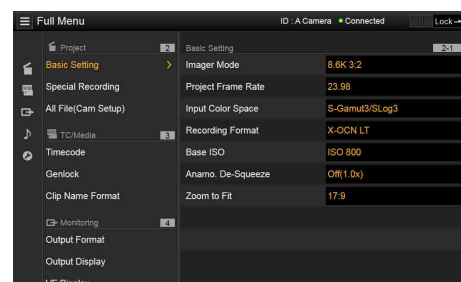 Full Menu
ID : A Camera Connected
Lock
Project 2
Basic Setting >
Special Recording
All File(Cam Setup)
TC/Media 3
Timecode
Genlock
Clip Name Format
Monitoring 4
Output Format
Output Display
VF Display
Basic Setting 2-1
Imager Mode 8.6K 3:2
Project Frame Rate 23.98
Input Color Space S-Gamut3/SLog3
Recording Format X-OCN LT
Base ISO ISO 800
Anamo. De-Squeeze Off(1.0x)
Zoom to Fit 17:9